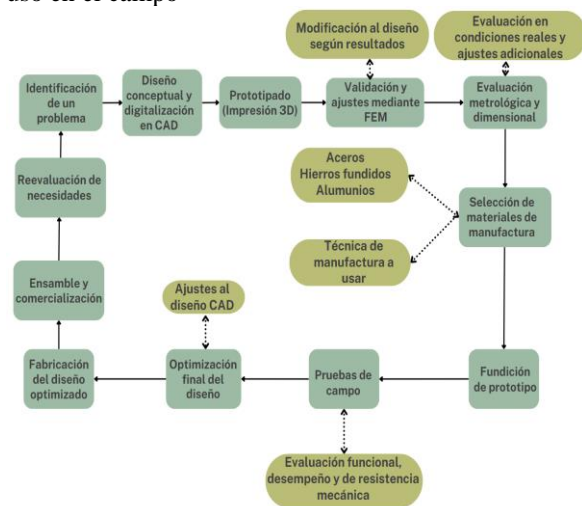 uso en el campo
Modificación al diseño
según resultados
Evaluación en
condiciones reales y
ajustes adicionales
Identificación
de un
problema
Diseño
conceptual y
digitalización
en CAD
Prototipado
(Impresión 3D)
Validación y
ajustes mediante
FEM
Evaluación
metrológica y
dimensional
Reevaluación de
necesidades
Aceros
Hierros fundidos
Alumunios
Selección de
materiales de
manufactura
Técnica de
manufactura a
usar
Ensamble y
comercialización
Ajustes al
diseño CAD
Fabricación
del diseño
optimizado
Optimización
final del
diseño
Pruebas de
campo
Fundición
de prototipo
Evaluación funcional,
desempeño y de resistencia
mecánica